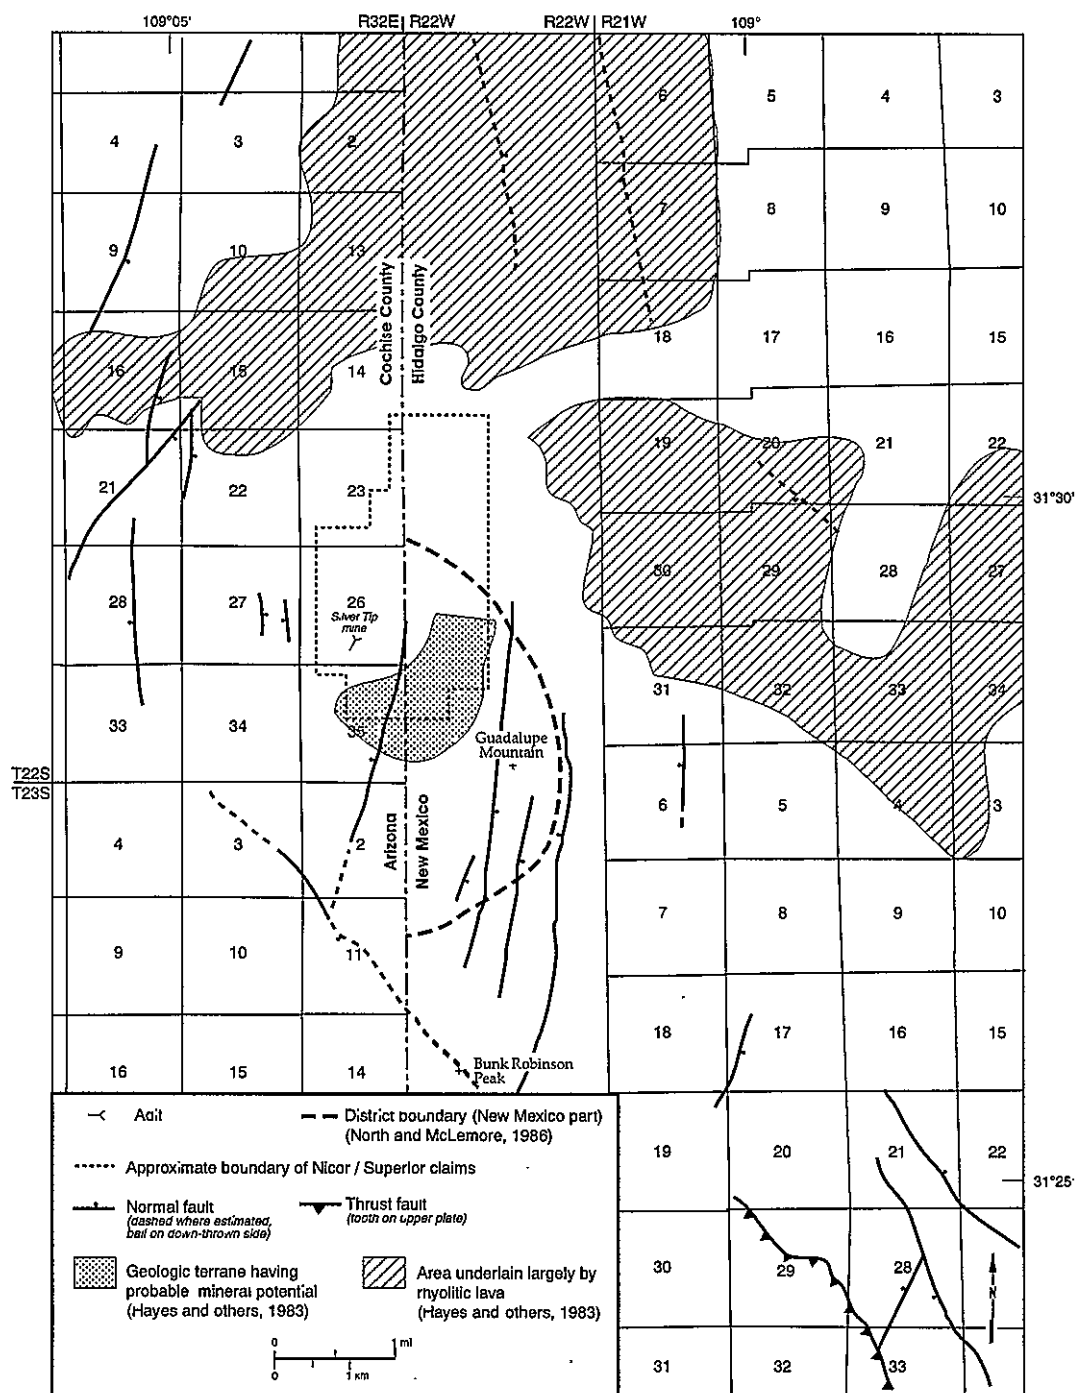 109°05'
R32E R22W
R22W R21W
109°
6 5 4 3
4 3 2
7 8 9 10
9 10 13
Cochise County
Hidalgo County
18 17 16 15
16 15 14
19 20 21 22
21 22 23
31°30'
30 29 28 27
28 27 26
Silver Tip
mine
31 32 33 34
33 34 35
Guadalupe
Mountain
T22S
T23S
6 5 4 3
4 3 2
Arizona
New Mexico
7 8 9 10
9 10 11
18 17 16 15
16 15 14
Bunk Robinson
Peak
19 20 21 22
31°25'
30 29 28
N
31 32 33
Adit
District boundary (New Mexico part)
(North and McLemore, 1986)
Approximate boundary of Nicor / Superior claims
Normal fault
(dashed where estimated,
ball on down-thrown side)
Thrust fault
(tooth on upper plate)
Geologic terrane having
probable mineral potential
(Hayes and others, 1983)
Area underlain largely by
rhyolitic lava
(Hayes and others, 1983)
0 1 mi
0 1 km